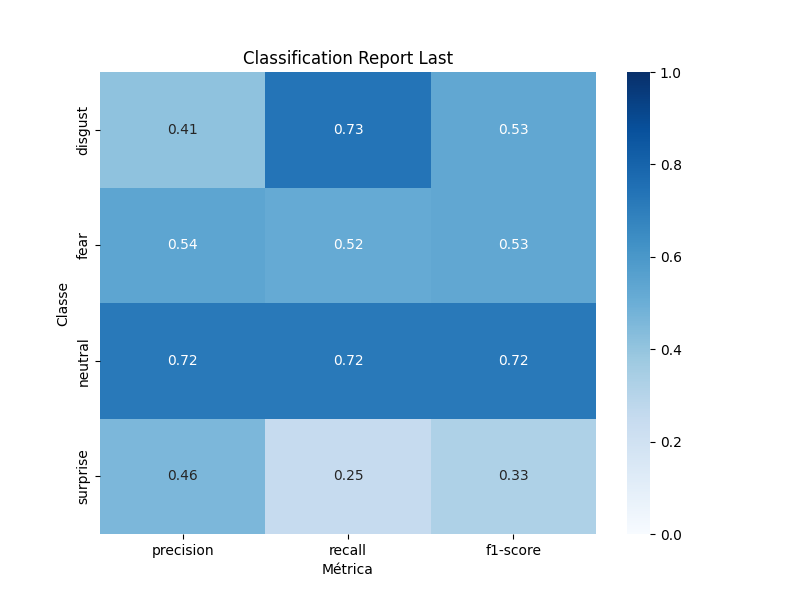 Classification Report Last
Classe
disgust 0.41 0.73 0.53
fear 0.54 0.52 0.53
neutral 0.72 0.72 0.72
surprise 0.46 0.25 0.33
precision recall f1-score
Métrica
1.0
0.8
0.6
0.4
0.2
0.0